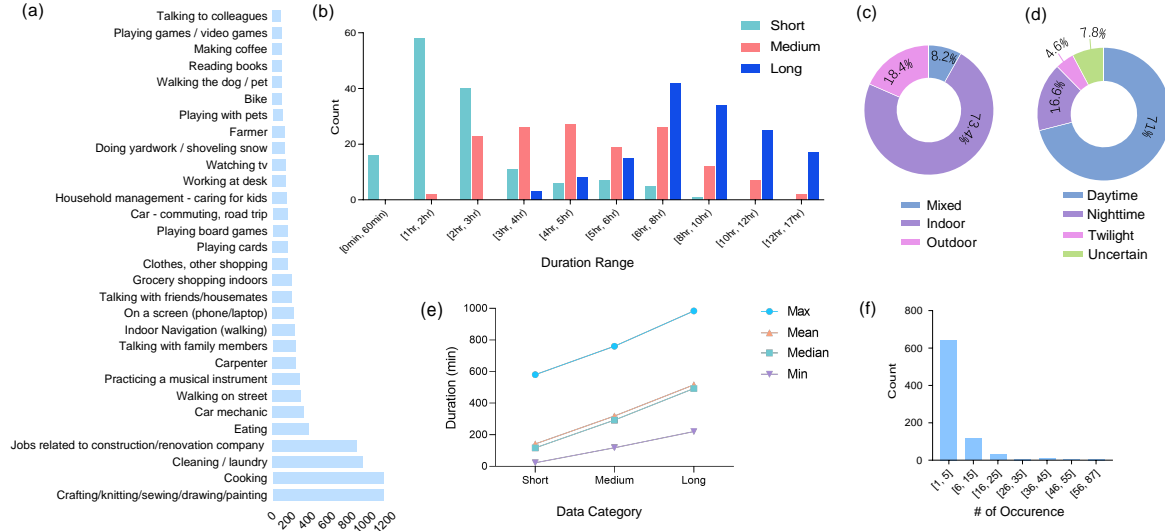 (a)
Talking to colleagues
Playing games / video games
Making coffee
Reading books
Walking the dog / pet
Bike
Playing with pets
Farmer
Doing yardwork / shoveling snow
Watching tv
Working at desk
Household management - caring for kids
Car - commuting, road trip
Playing board games
Playing cards
Clothes, other shopping
Grocery shopping indoors
Talking with friends/housemates
On a screen (phone/laptop)
Indoor Navigation (walking)
Talking with family members
Carpenter
Practicing a musical instrument
Walking on street
Car mechanic
Eating
Jobs related to construction/renovation company
Cleaning / laundry
Cooking
Crafting/knitting/sewing/drawing/painting
0
200
400
600
800
1000
1200
(b)
Short
Medium
Long
60
40
20
0
Count
[0min, 60min)
[1hr, 2hr)
[2hr, 3hr)
[3hr, 4hr)
[4hr, 5hr)
[5hr, 6hr)
[6hr, 8hr)
[8hr, 10hr)
[10hr, 12hr)
[12hr, 17hr)
Duration Range
(c)
8.2%
18.4%
73.4%
Mixed
Indoor
Outdoor
(d)
7.8%
4.6%
16.6%
71%
Daytime
Nighttime
Twilight
Uncertain
(e)
1000
800
600
400
200
0
Duration (min)
Short
Medium
Long
Data Category
Max
Mean
Median
Min
(f)
800
600
400
200
0
Count
[1, 5]
[6, 15]
[16, 25]
[26, 35]
[36, 45]
[46, 55]
[56, 87]
# of Occurence